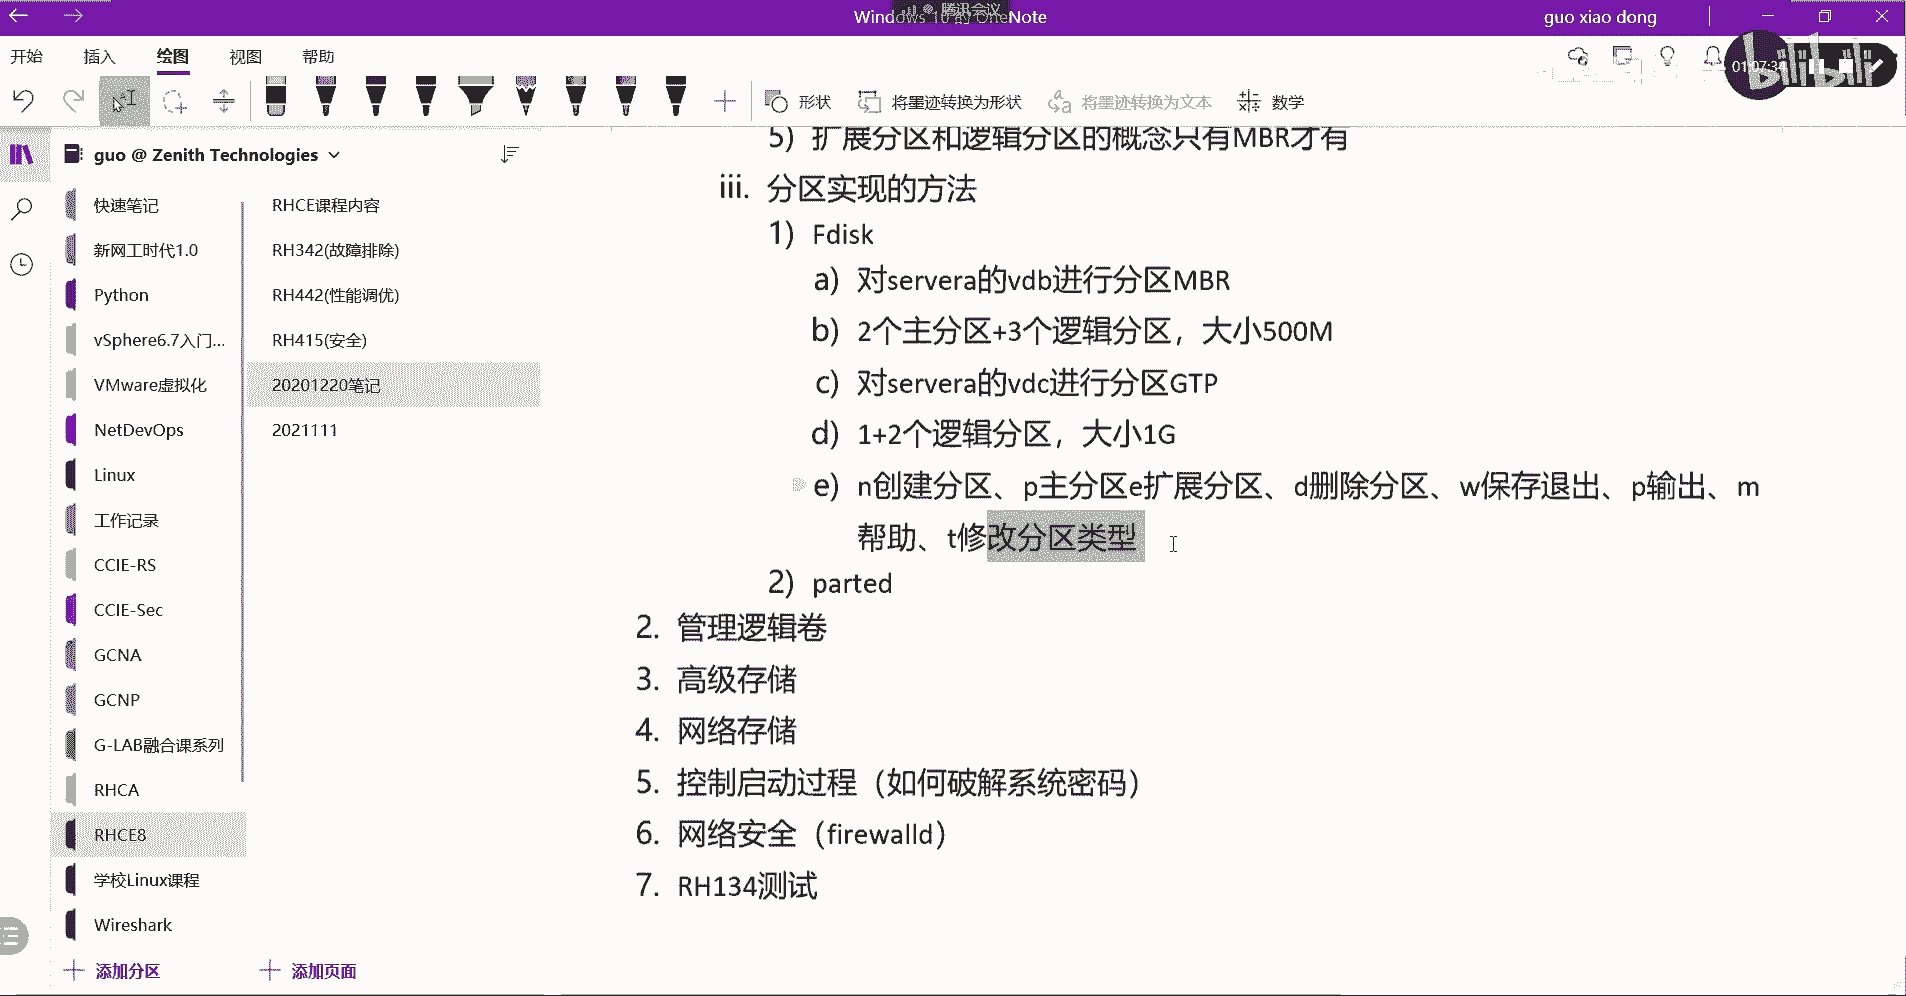 腾讯会议
Windows 10 的 OneNote
guo xiao dong
开始 插入 绘图 视图 帮助
bilibili
01:07:34
形状 将墨迹转换为形状 将墨迹转换为文本 数学
guo @ Zenith Technologies
快速笔记
新网工时代1.0
Python
vSphere6.7入门...
VMware虚拟化
NetDevOps
Linux
工作记录
CCIE-RS
CCIE-Sec
GCNA
GCNP
G-LAB融合课系列
RHCA
RHCE8
学校Linux课程
Wireshark
添加分区
RHCE课程内容
RH342(故障排除)
RH442(性能调优)
RH415(安全)
20201220笔记
2021111
添加页面
5) 扩展分区和逻辑分区的概念只有MBR才有
iii. 分区实现的方法
1) Fdisk
a) 对servera的vdb进行分区MBR
b) 2个主分区+3个逻辑分区，大小500M
c) 对servera的vdc进行分区GTP
d) 1+2个逻辑分区，大小1G
e) n创建分区、p主分区e扩展分区、d删除分区、w保存退出、p输出、m
帮助、t修改分区类型
2) parted
2. 管理逻辑卷
3. 高级存储
4. 网络存储
5. 控制启动过程（如何破解系统密码）
6. 网络安全（firewalld）
7. RH134测试